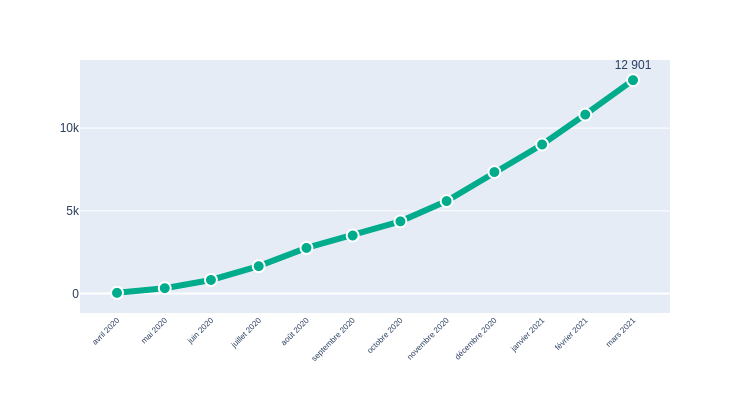 12 901
10k
5k
0
avril 2020
mai 2020
juin 2020
juillet 2020
août 2020
septembre 2020
octobre 2020
novembre 2020
décembre 2020
janvier 2021
février 2021
mars 2021